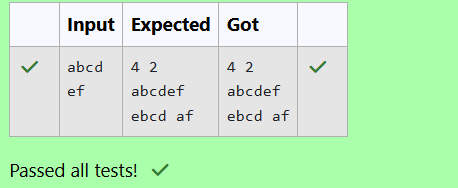 Input Expected Got
abcd 4 2 4 2
ef abcdef abcdef
ebcd af ebcd af
Passed all tests!